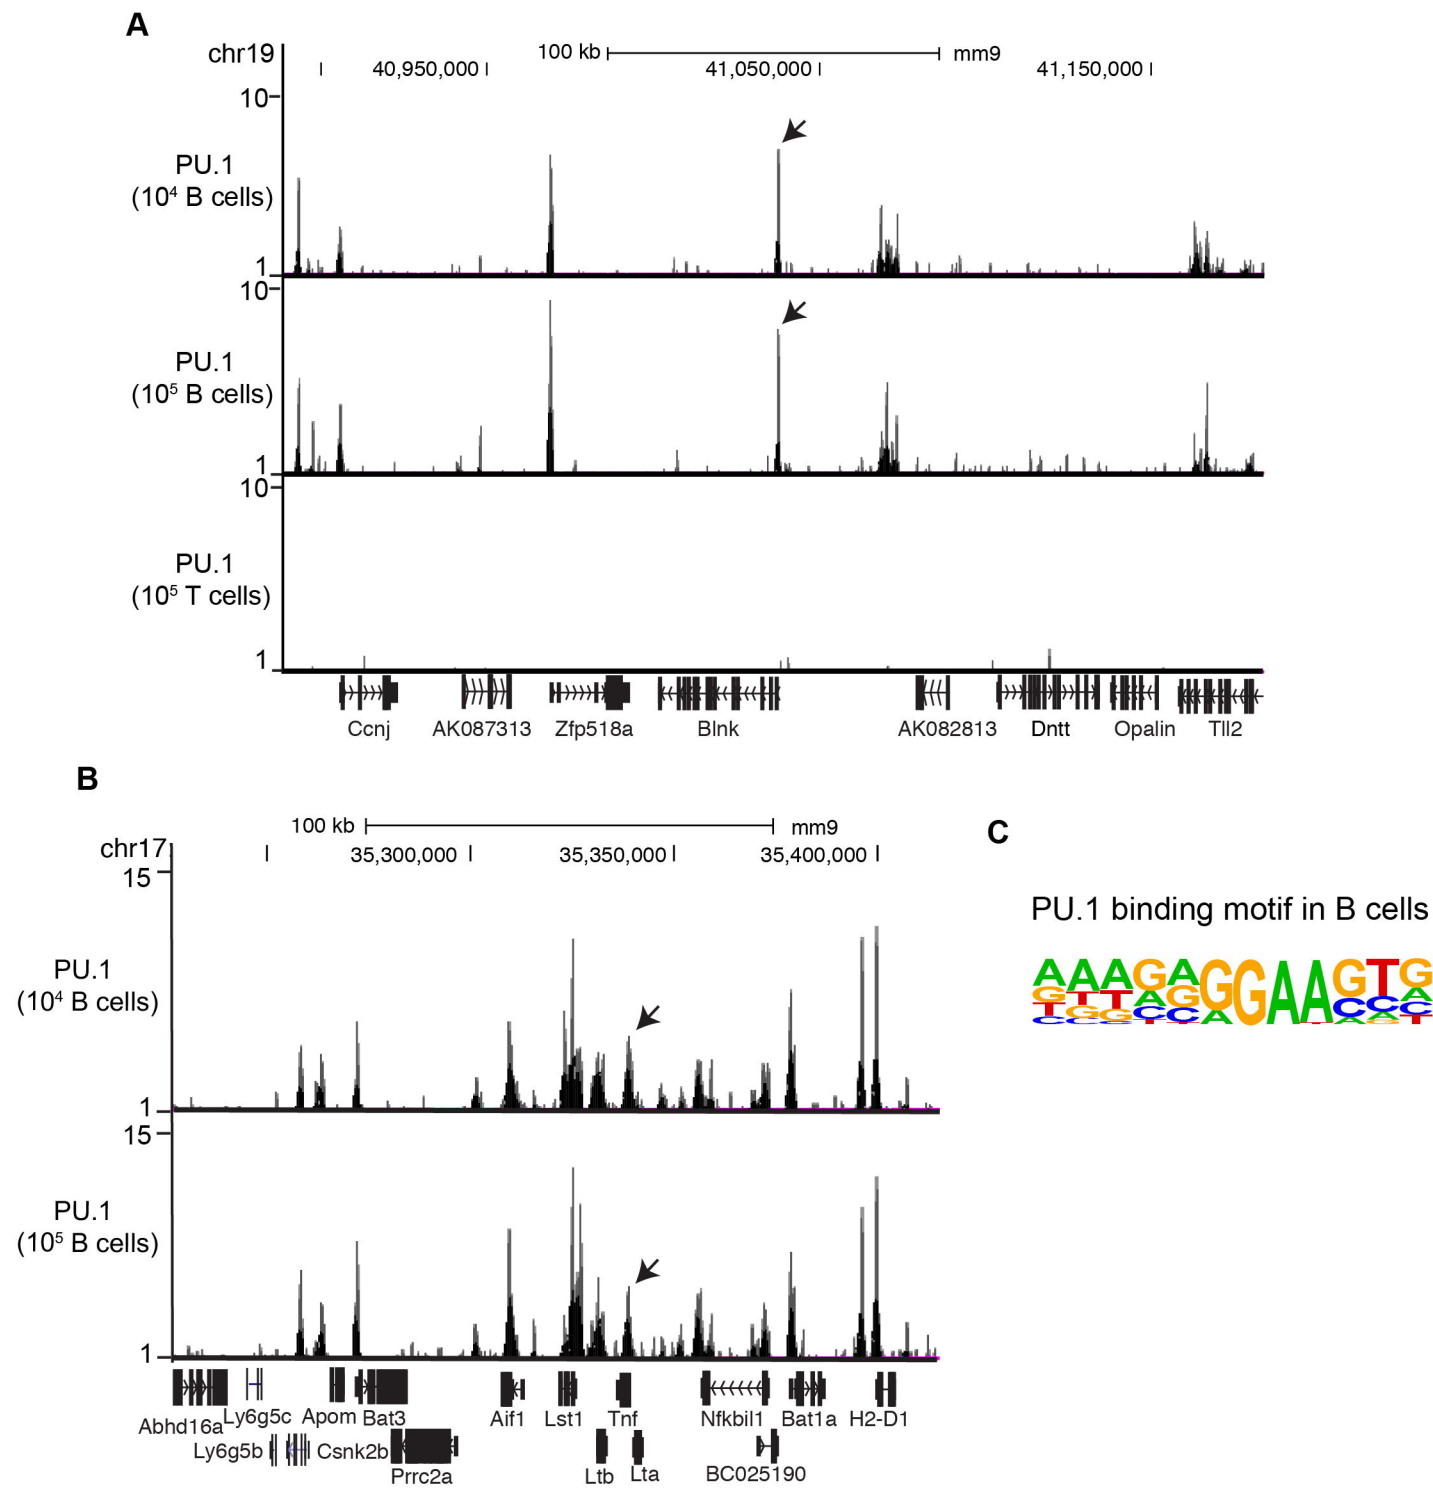 A
chr19
100 kb mm9
40,950,000 41,050,000 41,150,000
10
PU.1
(10⁴ B cells)
1
10
PU.1
(10⁵ B cells)
1
10
PU.1
(10⁵ T cells)
1
Ccnj AK087313 Zfp518a Blnk AK082813 Dntt Opalin Tll2
B
100 kb mm9
chr17
35,300,000 35,350,000 35,400,000
15
PU.1
(10⁴ B cells)
1
15
PU.1
(10⁵ B cells)
1
Abhd16a Ly6g5c Apom Bat3 Aif1 Lst1 Tnf Nfkbil1 Bat1a H2-D1
Ly6g5b Csnk2b Prrc2a Ltb Lta BC025190
C
PU.1 binding motif in B cells
AAAGAGGAAGTG